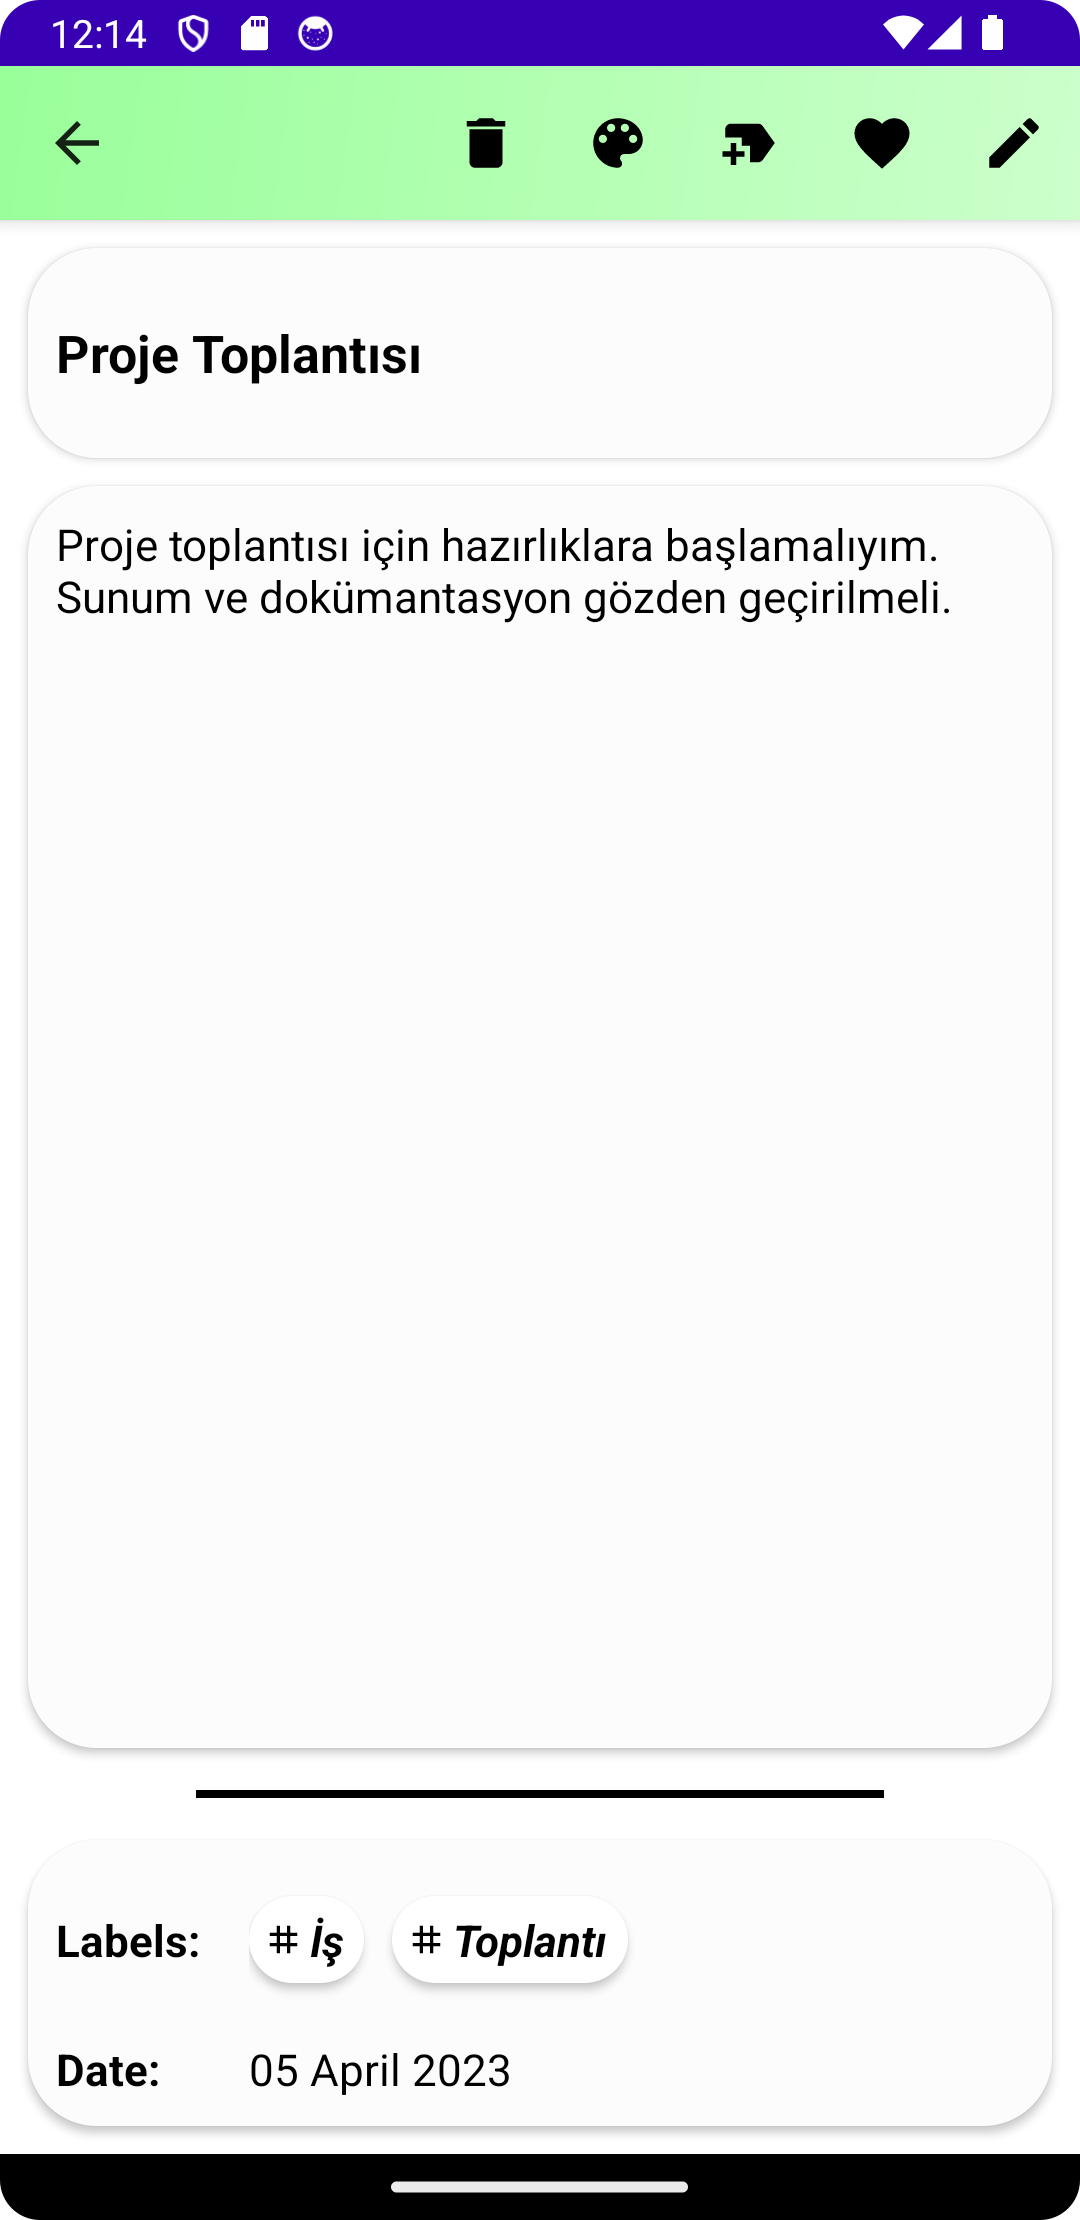 12:14
Proje Toplantısı
Proje toplantısı için hazırlıklara başlamalıyım.
Sunum ve dokümantasyon gözden geçirilmeli.
Labels: # İş # Toplantı
Date: 05 April 2023